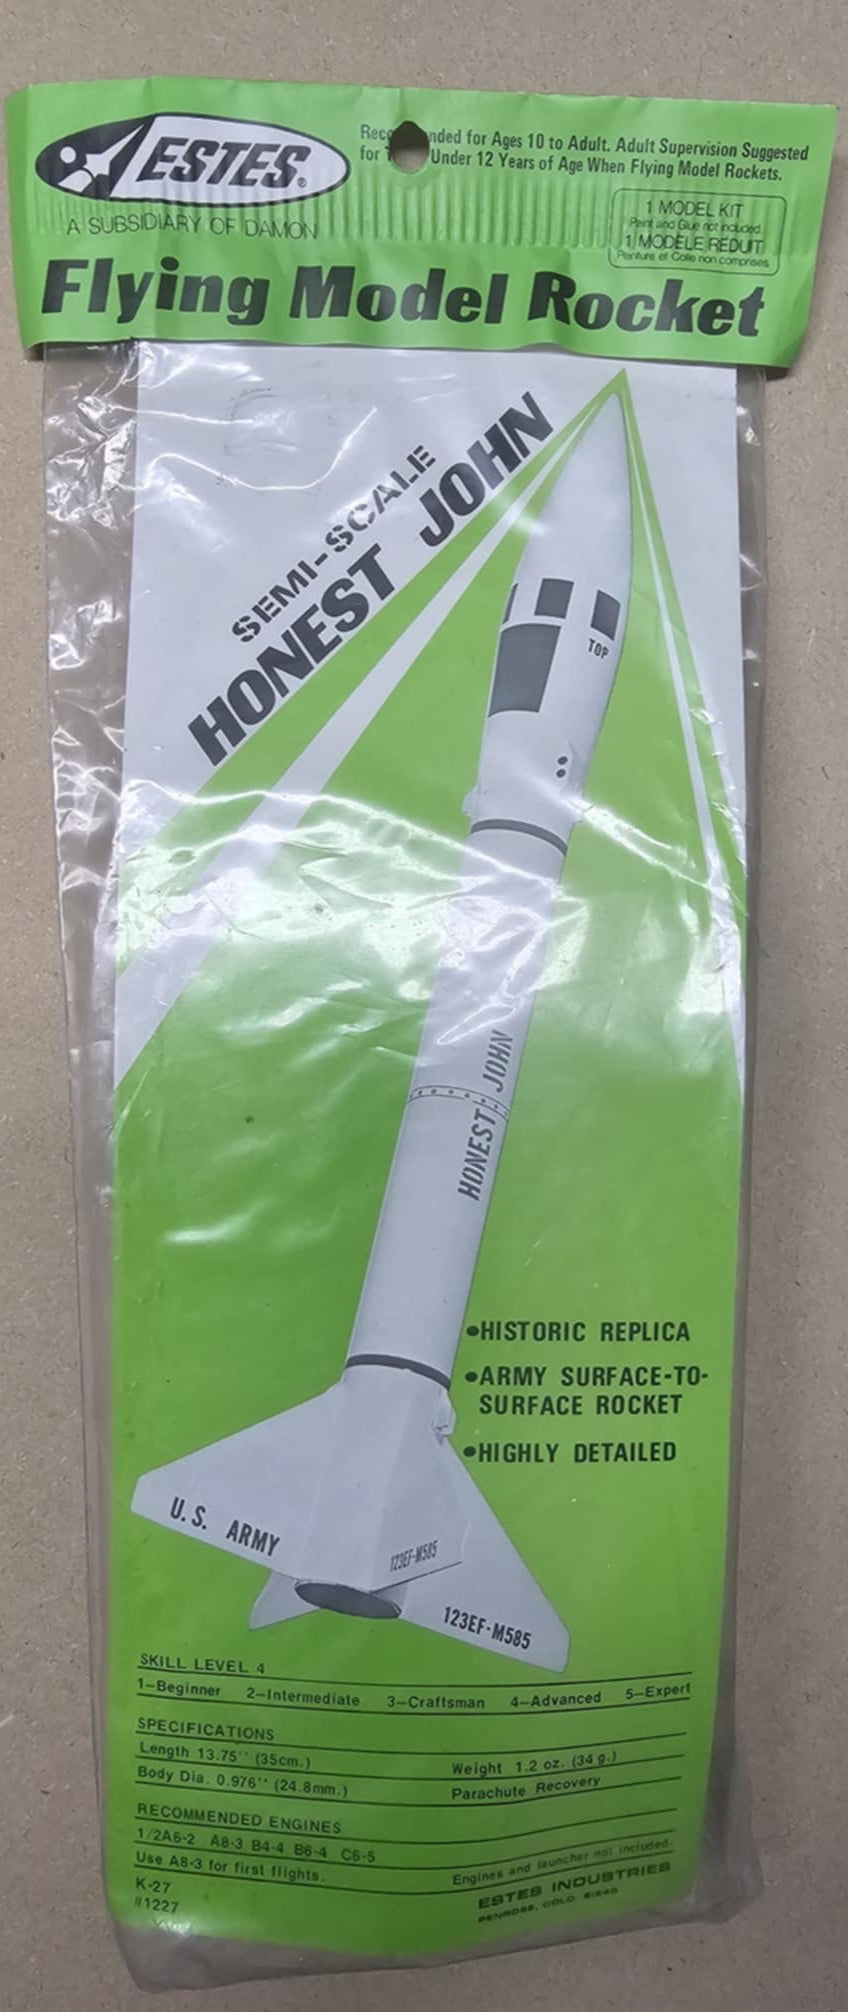 ESTES®
A SUBSIDIARY OF DAMON
Rec nded for Ages 10 to Adult. Adult Supervision Suggested
for Under 12 Years of Age When Flying Model Rockets.
1 MODEL KIT
Paint and Glue not included.
1 MODÈLE REDUIT
Peinture et Colle non comprises.
Flying Model Rocket
SEMI-SCALE
HONEST JOHN
TOP
HONEST JOHN
•HISTORIC REPLICA
•ARMY SURFACE-TO-
SURFACE ROCKET
•HIGHLY DETAILED
U.S. ARMY
123EF-M585
123EF-M585
SKILL LEVEL 4
1—Beginner 2—Intermediate 3—Craftsman 4—Advanced 5—Expert
SPECIFICATIONS
Length 13.75'' (35cm.) Weight 1.2 oz. (34 g.)
Body Dia. 0.976'' (24.8mm.) Parachute Recovery
RECOMMENDED ENGINES
1/2A6-2 A8-3 B4-4 B6-4 C6-5
Use A8-3 for first flights. Engines and launcher not included.
K-27
#1227
ESTES INDUSTRIES
PENROSE, COLO. 81240